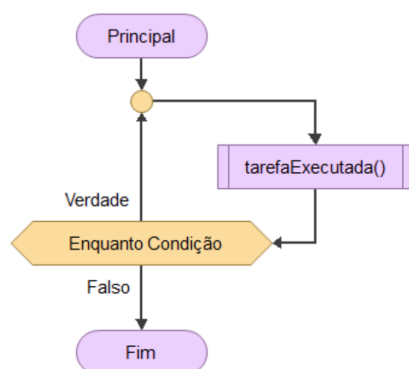 Principal
tarefaExecutada()
Verdade
Enquanto Condição
Falso
Fim